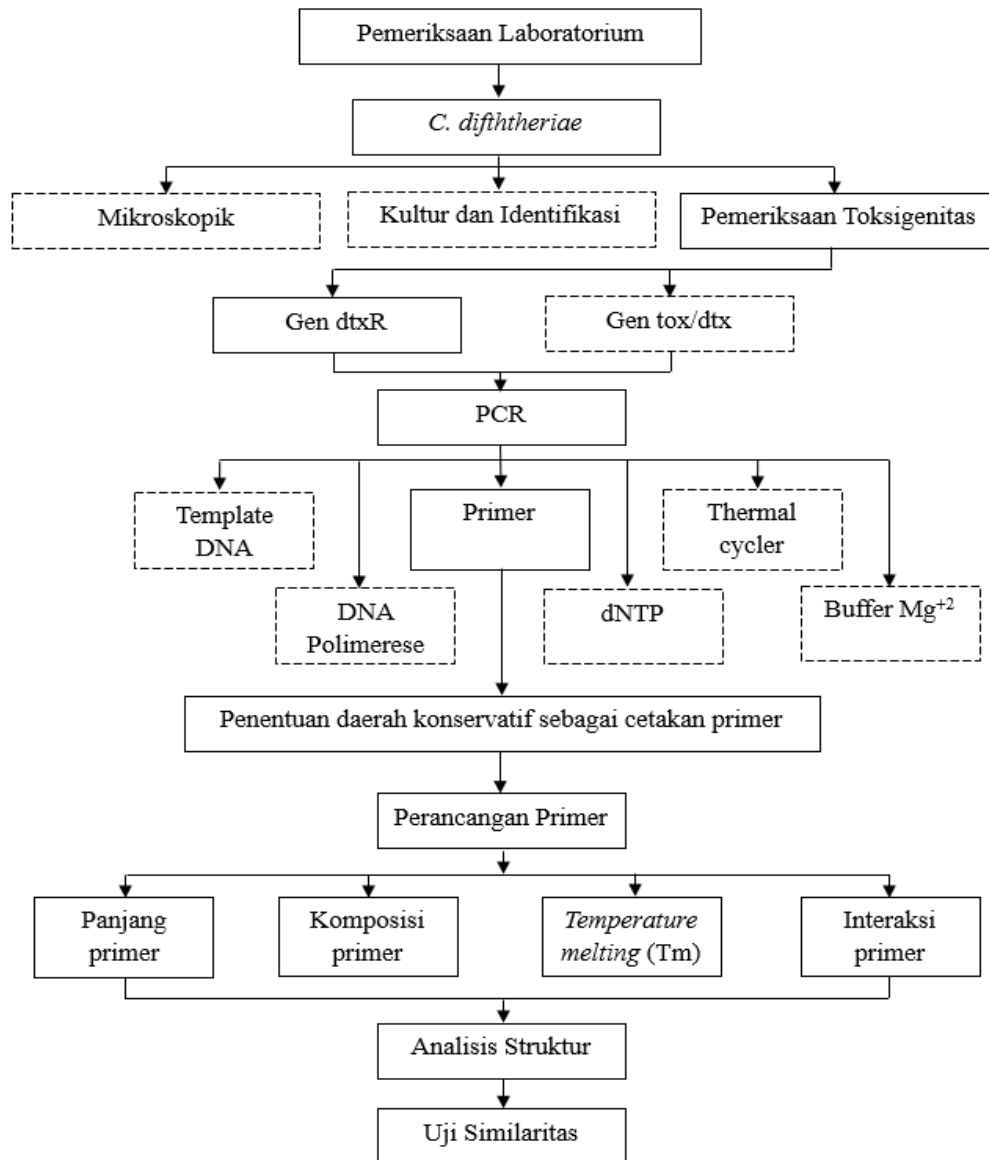 Pemeriksaan Laboratorium
C. difththeriae
Mikroskopik
Kultur dan Identifikasi
Pemeriksaan Toksigenitas
Gen dtxR
Gen tox/dtx
PCR
Template
DNA
Primer
Thermal
cycler
DNA
Polimerese
dNTP
Buffer Mg⁺²
Penentuan daerah konservatif sebagai cetakan primer
Perancangan Primer
Panjang
primer
Komposisi
primer
Temperature
melting (Tm)
Interaksi
primer
Analisis Struktur
Uji Similaritas